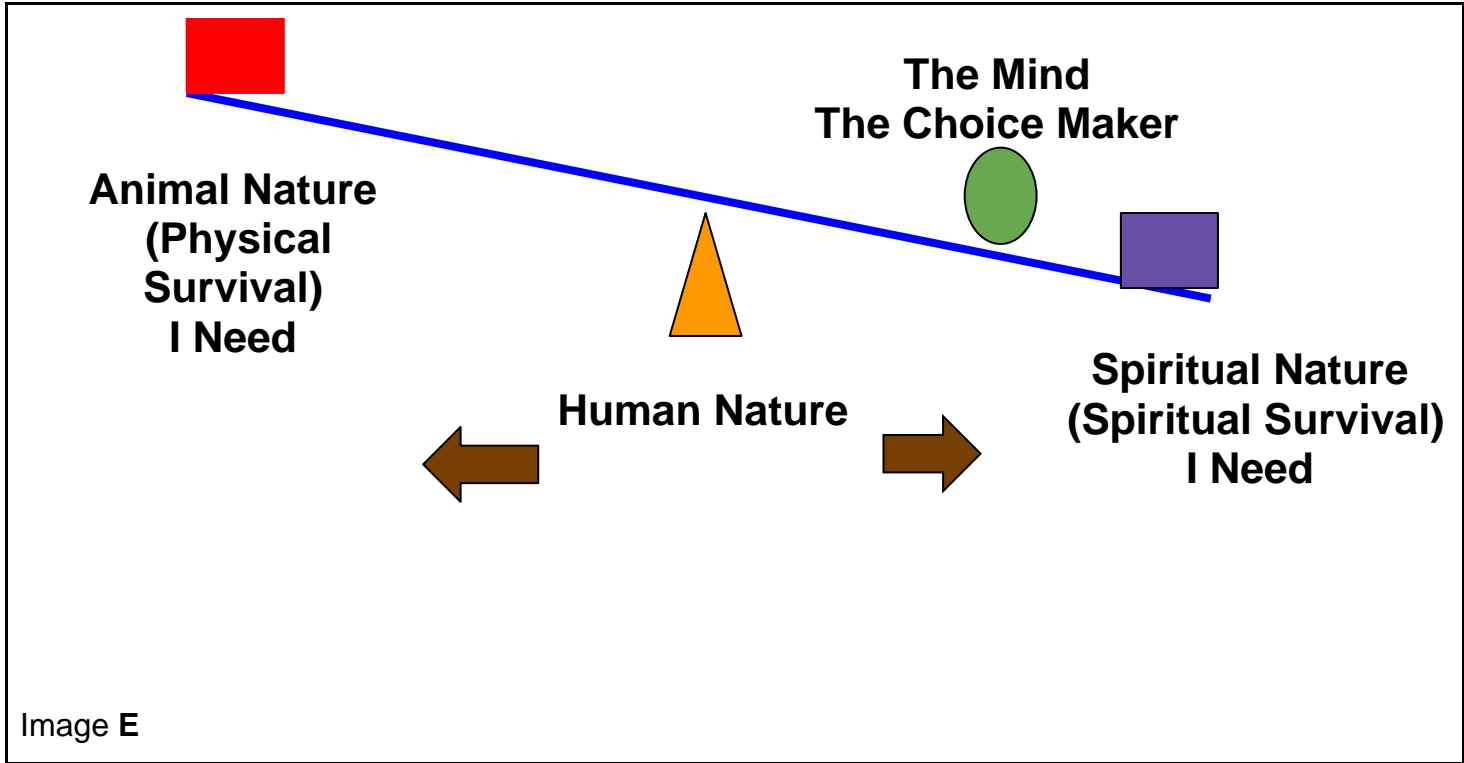 The Mind
The Choice Maker
Animal Nature
(Physical
Survival)
I Need
Human Nature
Spiritual Nature
(Spiritual Survival)
I Need
Image E